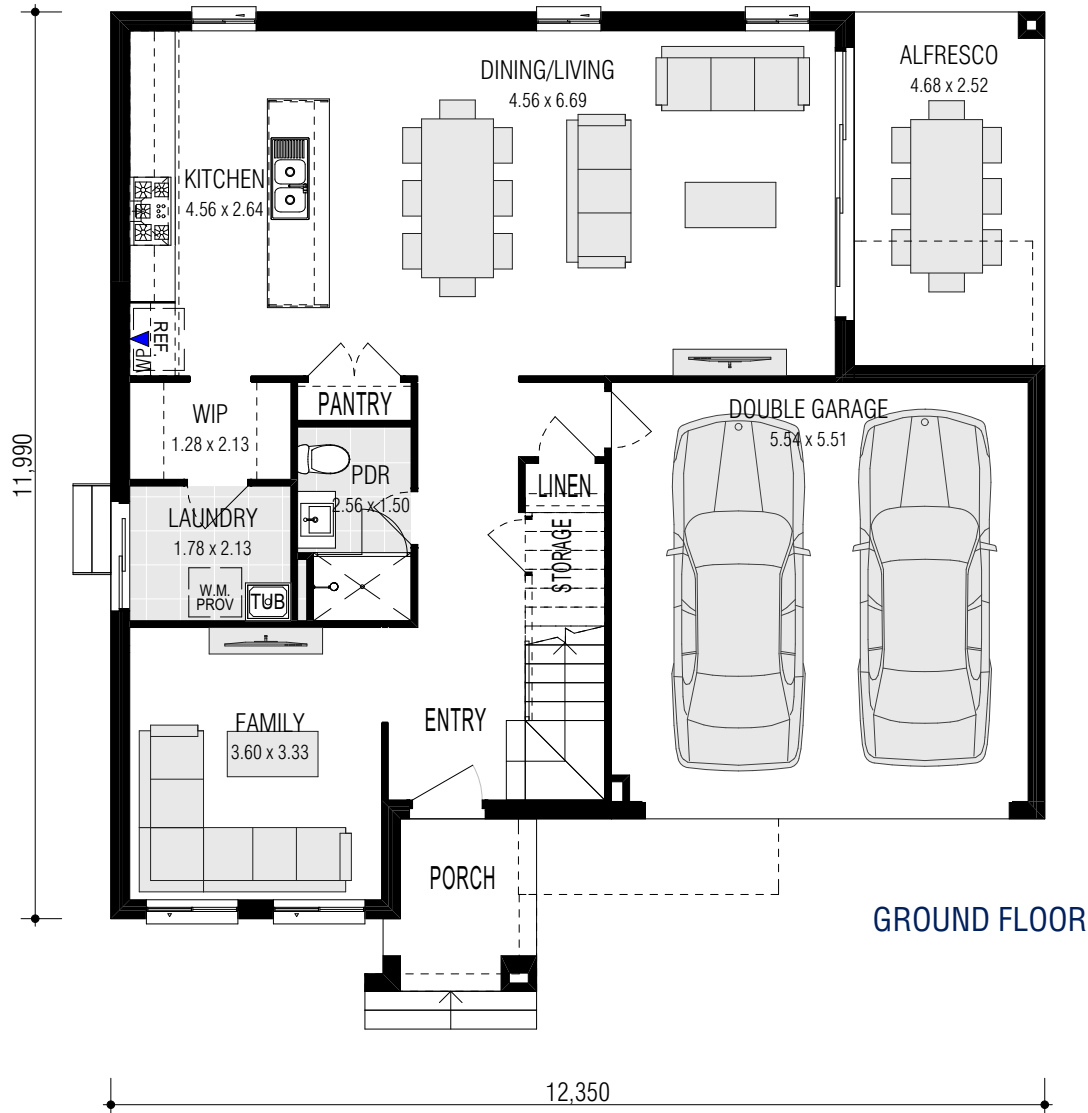 DINING/LIVING
4.56 x 6.69
ALFRESCO
4.68 x 2.52
KITCHEN
4.56 x 2.64
REF.
WP
WIP
1.28 x 2.13
PANTRY
DOUBLE GARAGE
5.54 x 5.51
11,990
PDR
2.56 x 1.50
LINEN
LAUNDRY
1.78 x 2.13
STORAGE
W.M.
PROV
TUB
FAMILY
3.60 x 3.33
ENTRY
PORCH
GROUND FLOOR
12,350